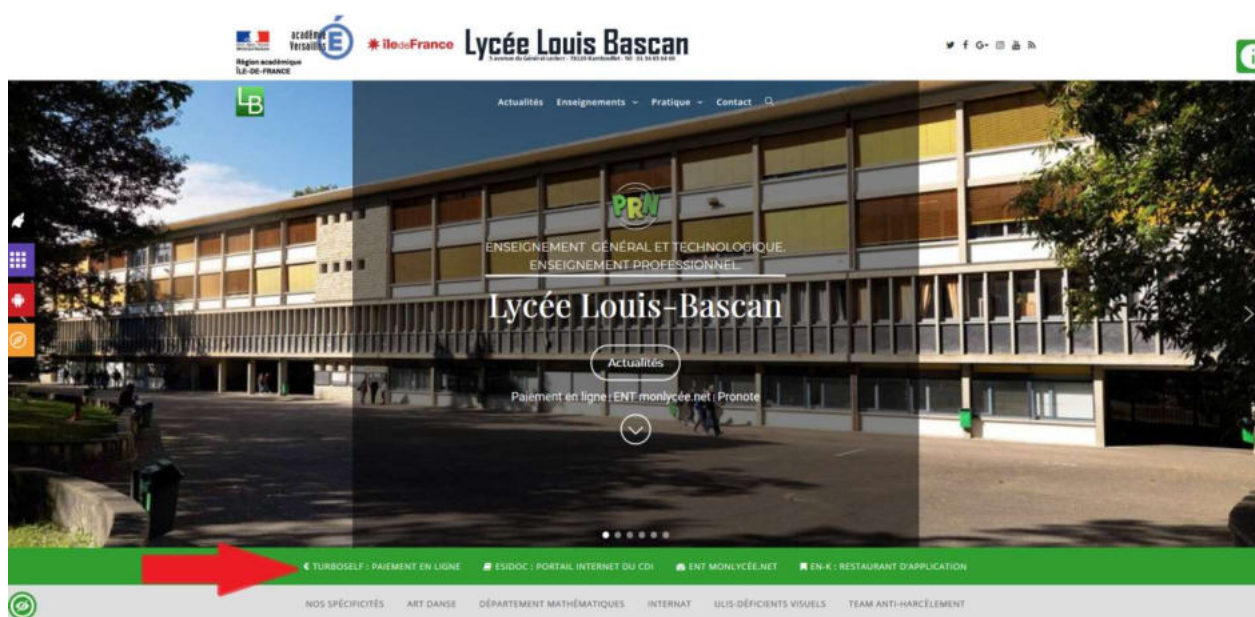 académie
Versailles
Région académique
ÎLE-DE-FRANCE
îledeFrance
Lycée Louis Bascan
LB
Actualités Enseignements Pratique Contact
PRN
ENSEIGNEMENT GÉNÉRAL ET TECHNOLOGIQUE.
ENSEIGNEMENT PROFESSIONNEL.
Lycée Louis-Bascan
Actualités
Paiement en ligne | ENT monlycée.net | Pronote
€ TURBOSELF : PAIEMENT EN LIGNE ESIDOC : PORTAIL INTERNET DU CDI ENT MONLYCÉE.NET EN-K : RESTAURANT D'APPLICATION
NOS SPÉCIFICITÉS ART DANSE DÉPARTEMENT MATHÉMATIQUES INTERNAT ULIS-DÉFICIENTS VISUELS TEAM ANTI-HARCÈLEMENT